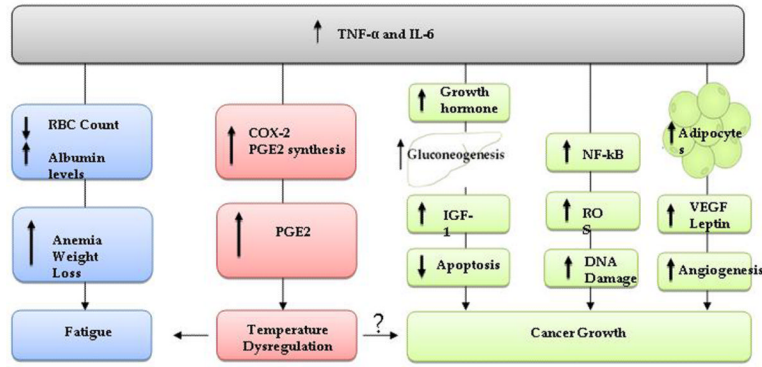 ↑ TNF-α and IL-6
↓ RBC Count
↑ Albumin
levels
↑ Anemia
Weight
Loss
Fatigue
↑ COX-2
PGE2 synthesis
↑ PGE2
Temperature
Dysregulation
?
↑ Growth
hormone
↑ Gluconeogenesis
↑ IGF-
1
↓ Apoptosis
↑ NF-kB
↑ RO
S
↑ DNA
Damage
↑ Adipocyte
s
↑ VEGF
Leptin
↑ Angiogenesis
Cancer Growth